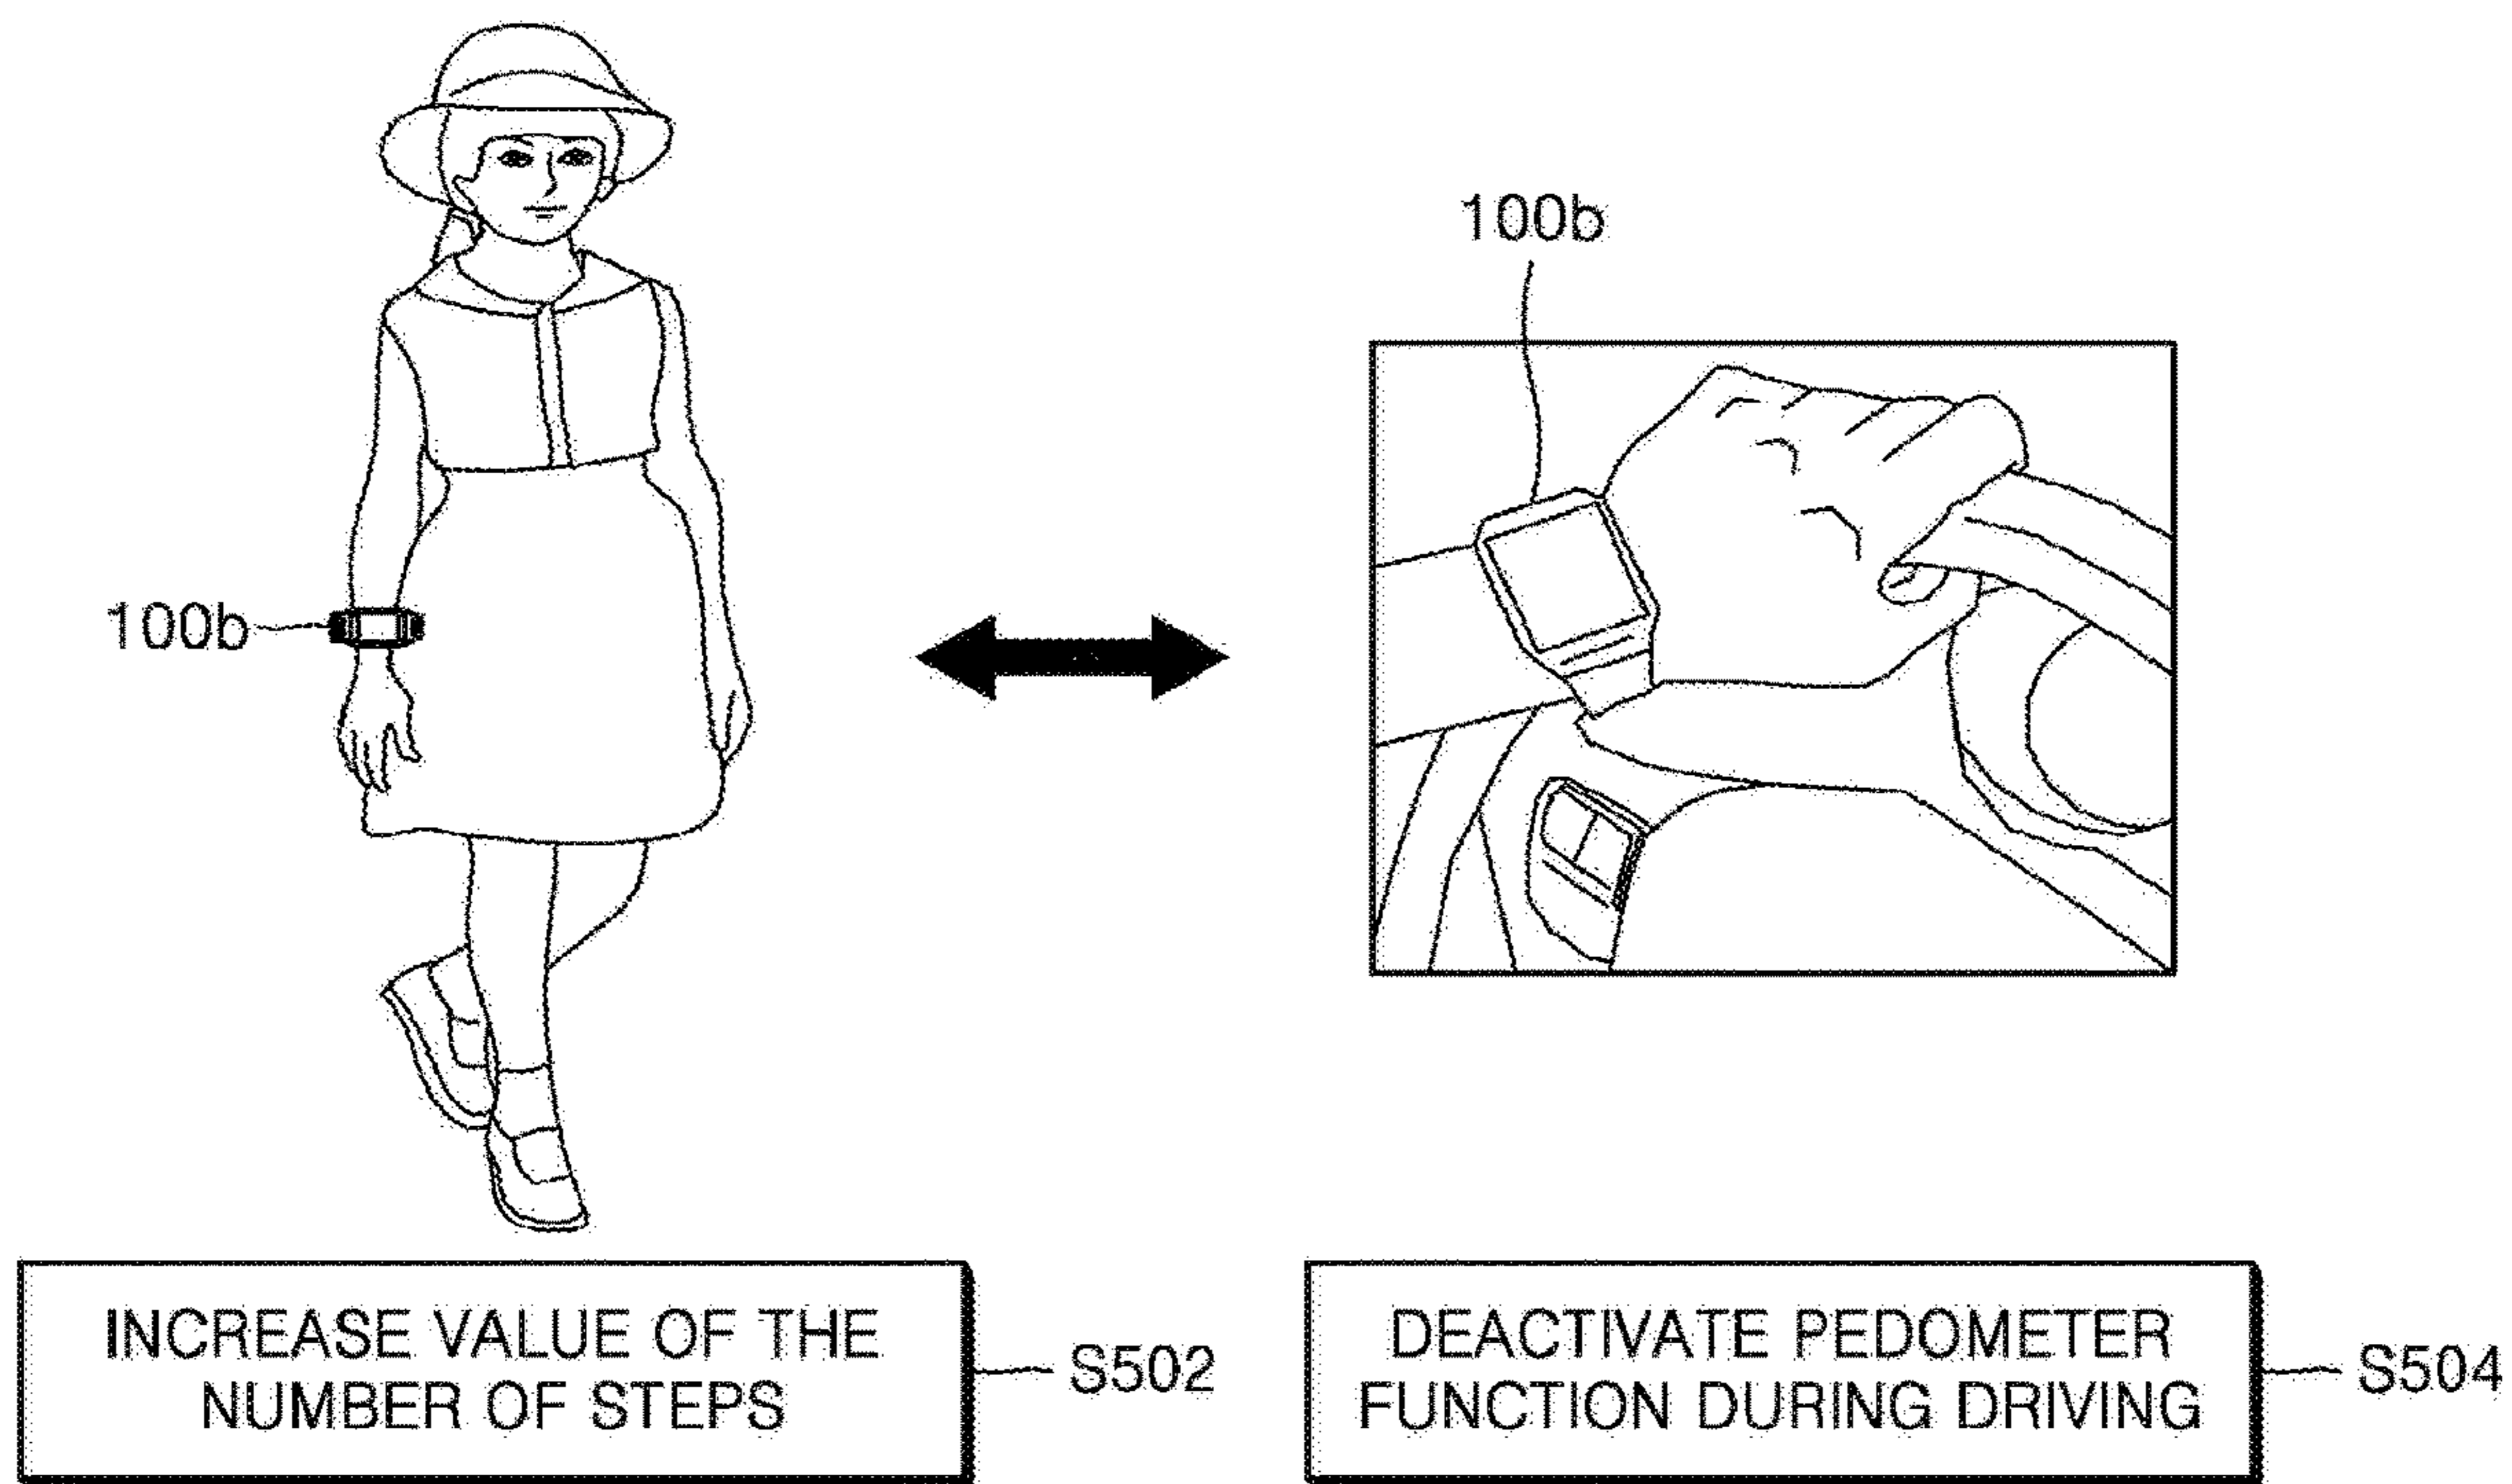 100b
100b
INCREASE VALUE OF THE
NUMBER OF STEPS
S502
DEACTIVATE PEDOMETER
FUNCTION DURING DRIVING
S504